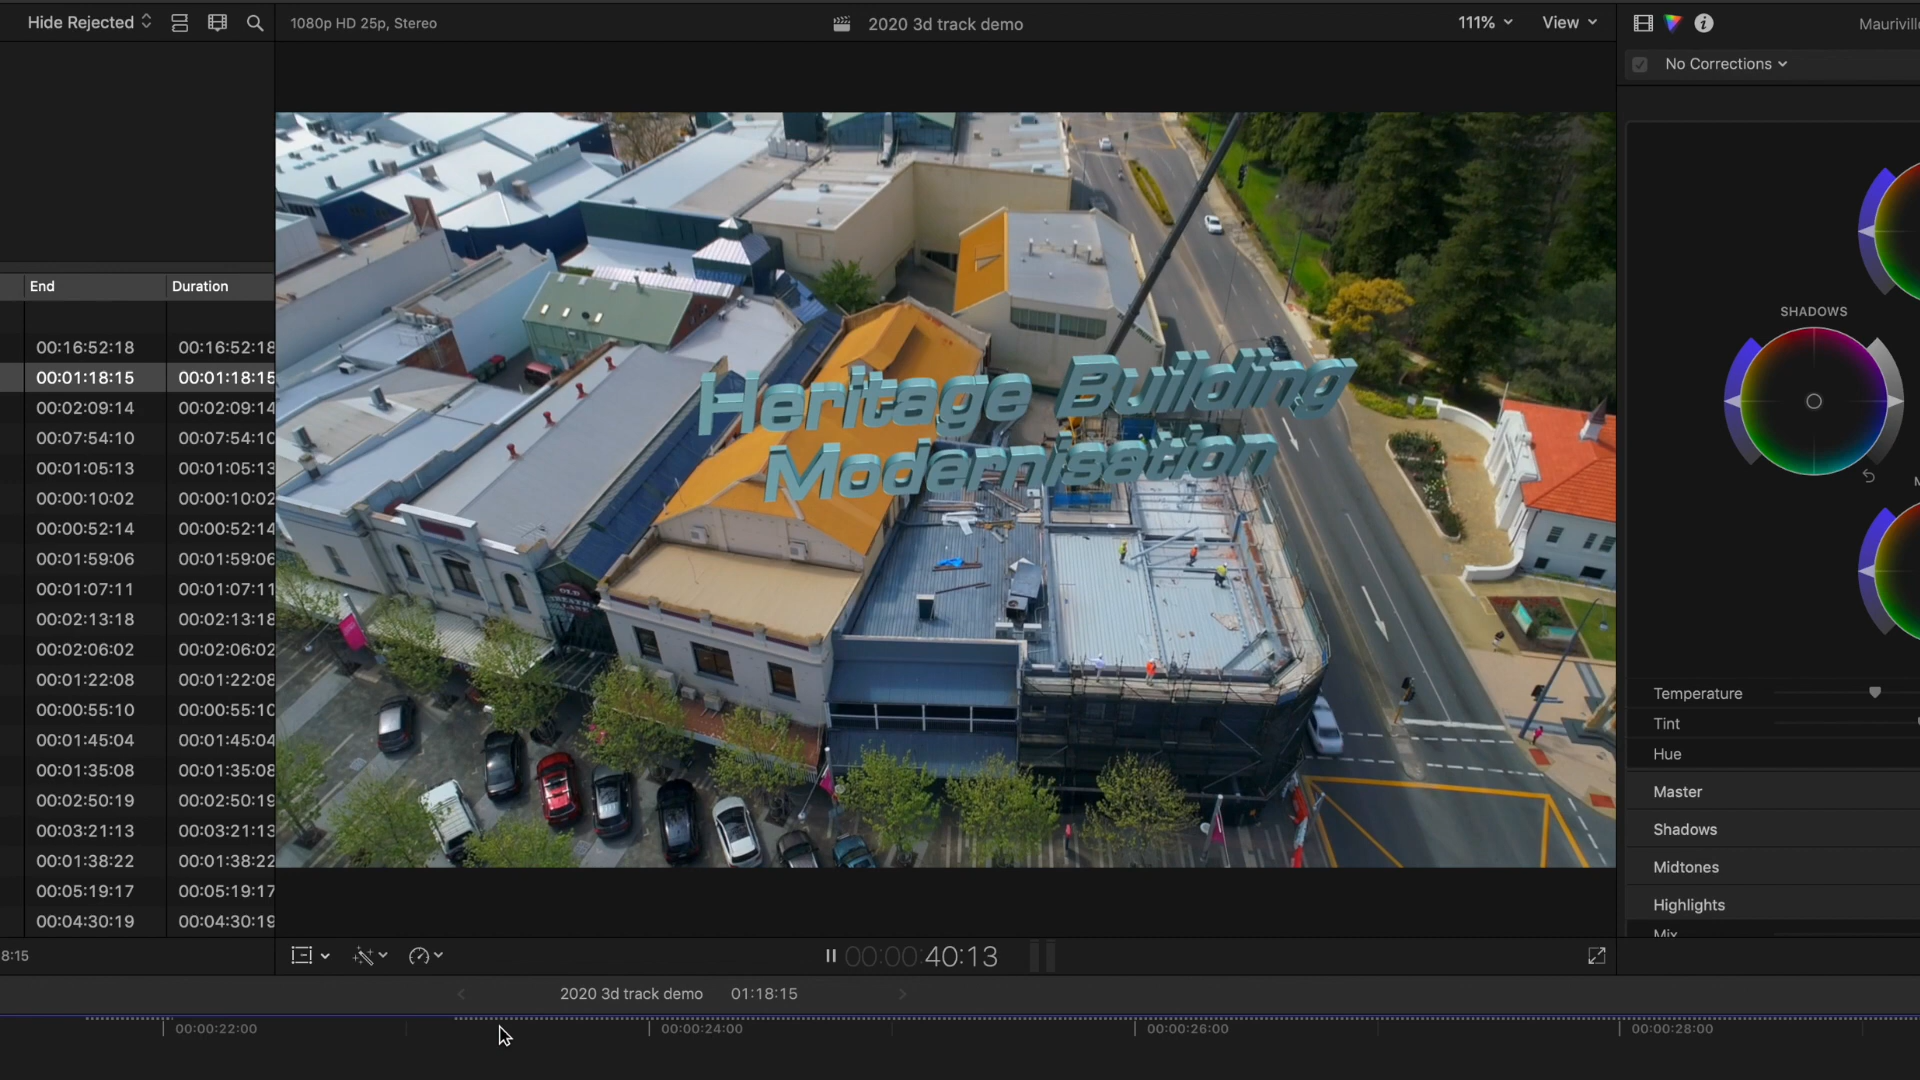 Hide Rejected
1080p HD 25p, Stereo
2020 3d track demo
111%
View
No Corrections
End Duration
00:16:52:18 00:16:52:18
00:01:18:15 00:01:18:15
00:02:09:14 00:02:09:14
00:07:54:10 00:07:54:10
00:01:05:13 00:01:05:13
00:00:10:02 00:00:10:02
00:00:52:14 00:00:52:14
00:01:59:06 00:01:59:06
00:01:07:11 00:01:07:11
00:02:13:18 00:02:13:18
00:02:06:02 00:02:06:02
00:01:22:08 00:01:22:08
00:00:55:10 00:00:55:10
00:01:45:04 00:01:45:04
00:01:35:08 00:01:35:08
00:02:50:19 00:02:50:19
00:03:21:13 00:03:21:13
00:01:38:22 00:01:38:22
00:05:19:17 00:05:19:17
00:04:30:19 00:04:30:19
8:15
Heritage Building
Modernisation
OLD
LANE
SHADOWS
Temperature
Tint
Hue
Master
Shadows
Midtones
Highlights
Mix
00:00:40:13
2020 3d track demo 01:18:15
00:00:22:00 00:00:24:00 00:00:26:00 00:00:28:00